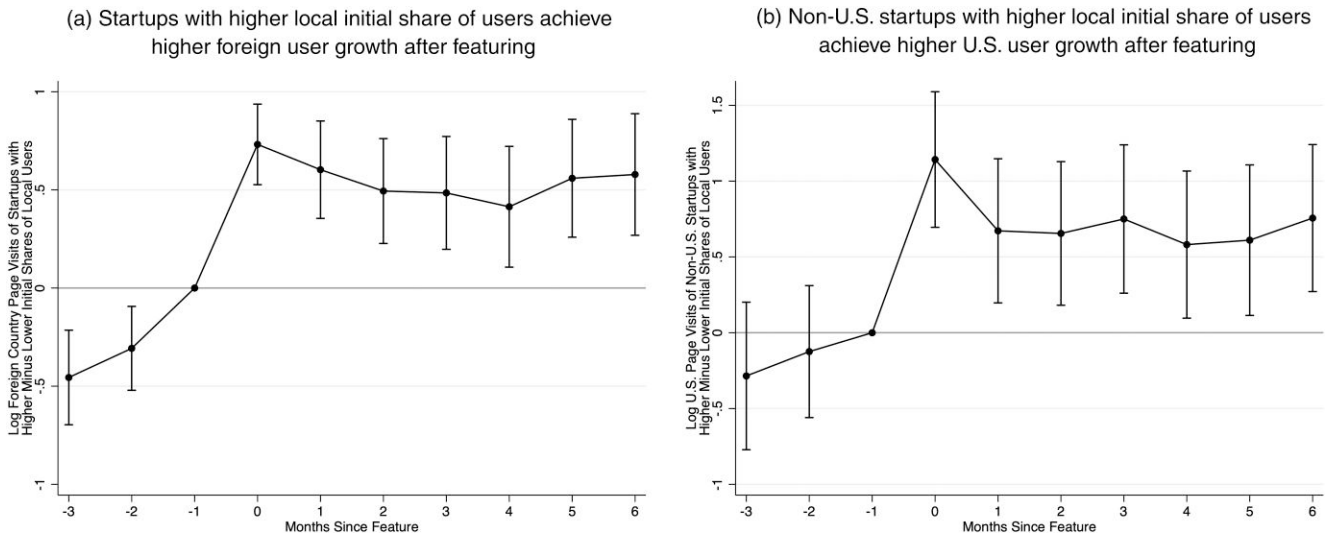 (a) Startups with higher local initial share of users achieve
higher foreign user growth after featuring
Log Foreign Country Page Visits of Startups with
Higher Minus Lower Initial Shares of Local Users
1
.5
0
-.5
-1
-3 -2 -1 0 1 2 3 4 5 6
Months Since Feature
(b) Non-U.S. startups with higher local initial share of users
achieve higher U.S. user growth after featuring
Log U.S. Page Visits of Non-U.S. Startups with
Higher Minus Lower Initial Shares of Local Users
1.5
1
.5
0
-.5
-1
-3 -2 -1 0 1 2 3 4 5 6
Months Since Feature